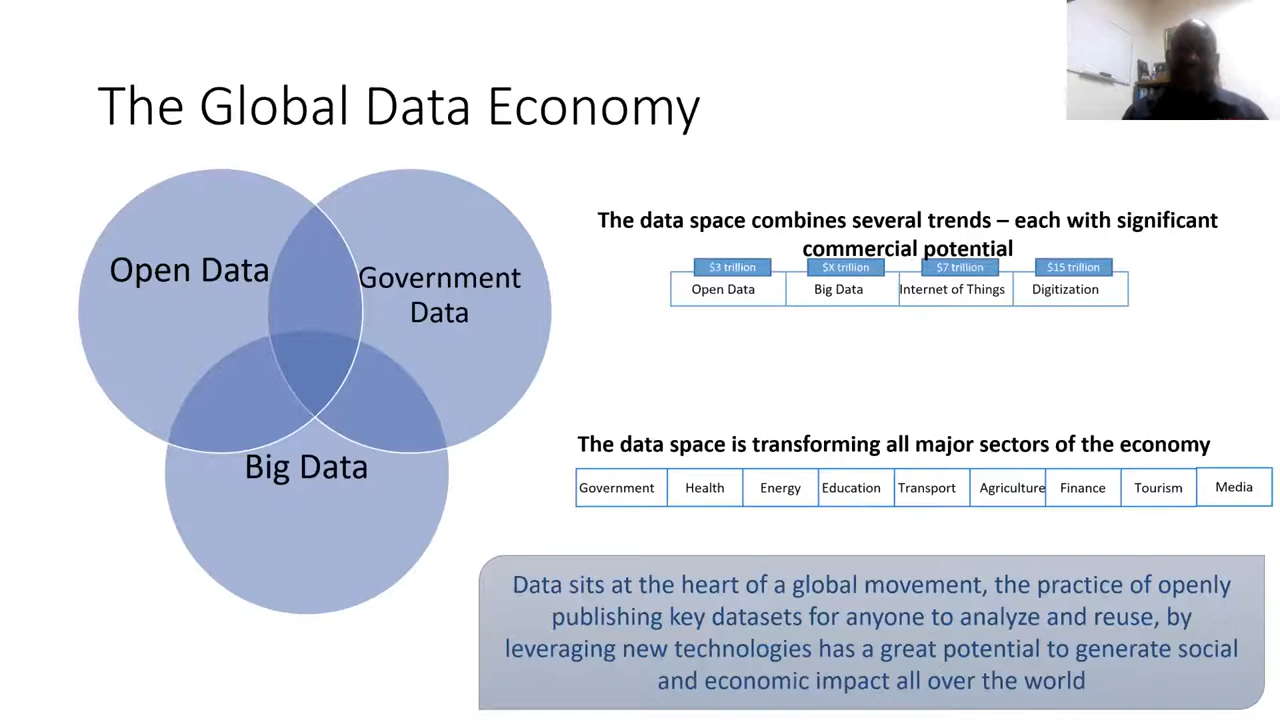 The Global Data Economy
Open Data
Government
Data
Big Data
The data space combines several trends – each with significant
commercial potential
$3 trillion
$X trillion
$7 trillion
$15 trillion
Open Data
Big Data
Internet of Things
Digitization
The data space is transforming all major sectors of the economy
Government
Health
Energy
Education
Transport
Agriculture
Finance
Tourism
Media
Data sits at the heart of a global movement, the practice of openly
publishing key datasets for anyone to analyze and reuse, by
leveraging new technologies has a great potential to generate social
and economic impact all over the world